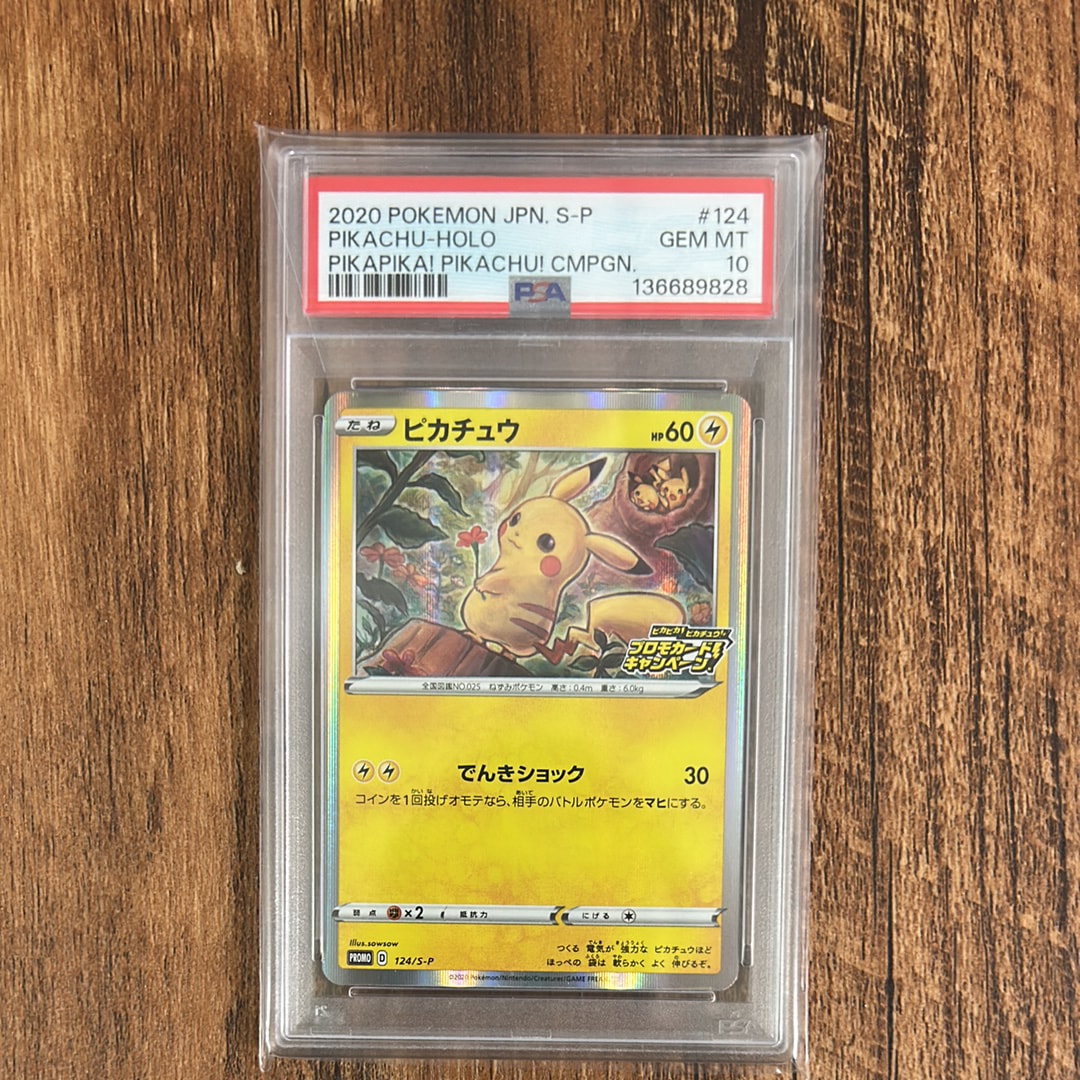 2020 POKEMON JPN. S-P #124
PIKACHU-HOLO GEM MT
PIKAPIKA! PIKACHU! CMPGN. 10
PSA 136689828
たね ピカチュウ HP60
ピカピカ! ピカチュウ!
プロモカード
キャンペーン!
全国図鑑NO.025 ねずみポケモン 高さ:0.4m 重さ:6.0kg
でんきショック 30
コインを1回投げオモテなら、相手のバトルポケモンをマヒにする。
弱点 ×2 抵抗力 にげる
Illus.sowsow
つくる 電気が 強力な ピカチュウほど
ほっぺの 袋は 軟らかく よく 伸びるぞ。
PROMO D 124/S-P
©2020 Pokémon/Nintendo/Creatures/GAME